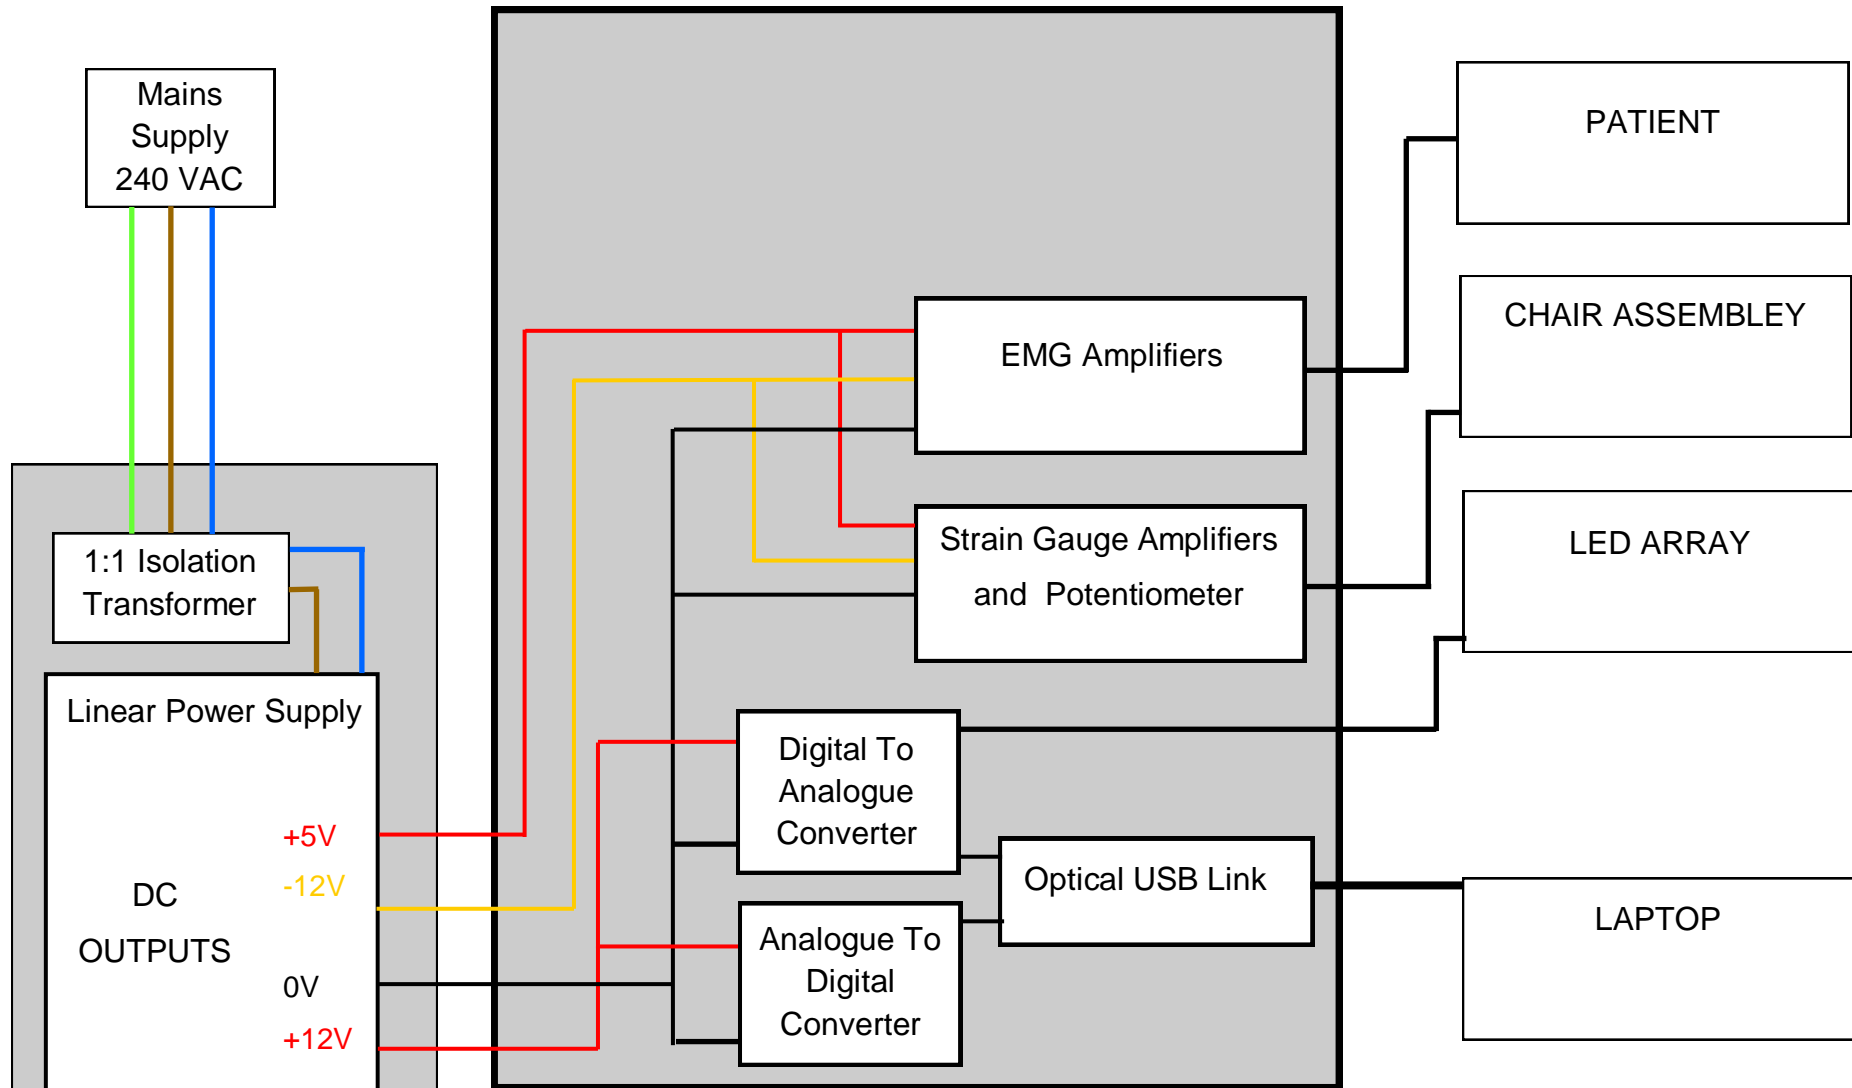 Mains
Supply
240 VAC
1:1 Isolation
Transformer
Linear Power Supply
+5V
-12V
DC
OUTPUTS
0V
+12V
EMG Amplifiers
Strain Gauge Amplifiers
and Potentiometer
Digital To
Analogue
Converter
Optical USB Link
Analogue To
Digital
Converter
PATIENT
CHAIR ASSEMBLEY
LED ARRAY
LAPTOP